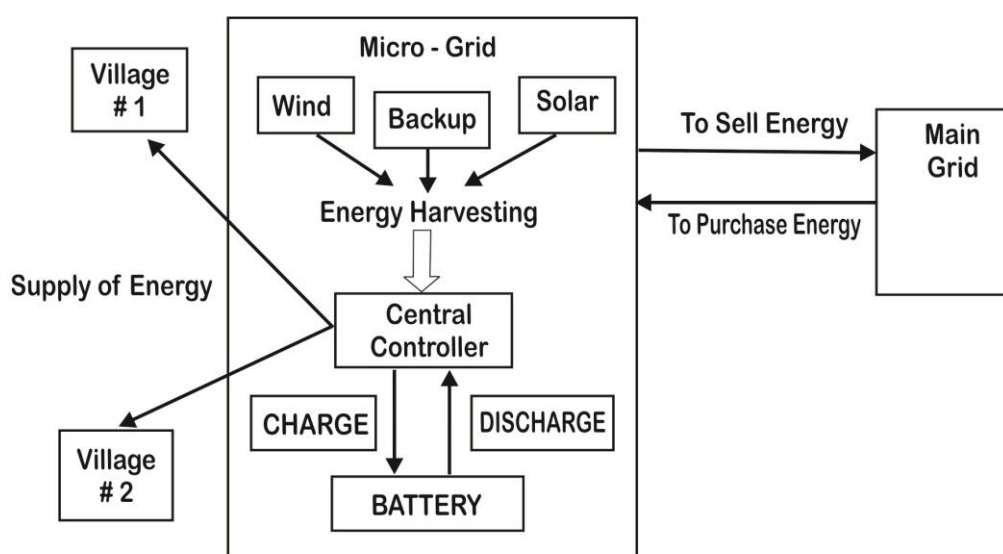 Micro - Grid
Village
# 1
Wind
Backup
Solar
To Sell Energy
Main
Grid
Energy Harvesting
To Purchase Energy
Supply of Energy
Central
Controller
CHARGE
DISCHARGE
Village
# 2
BATTERY